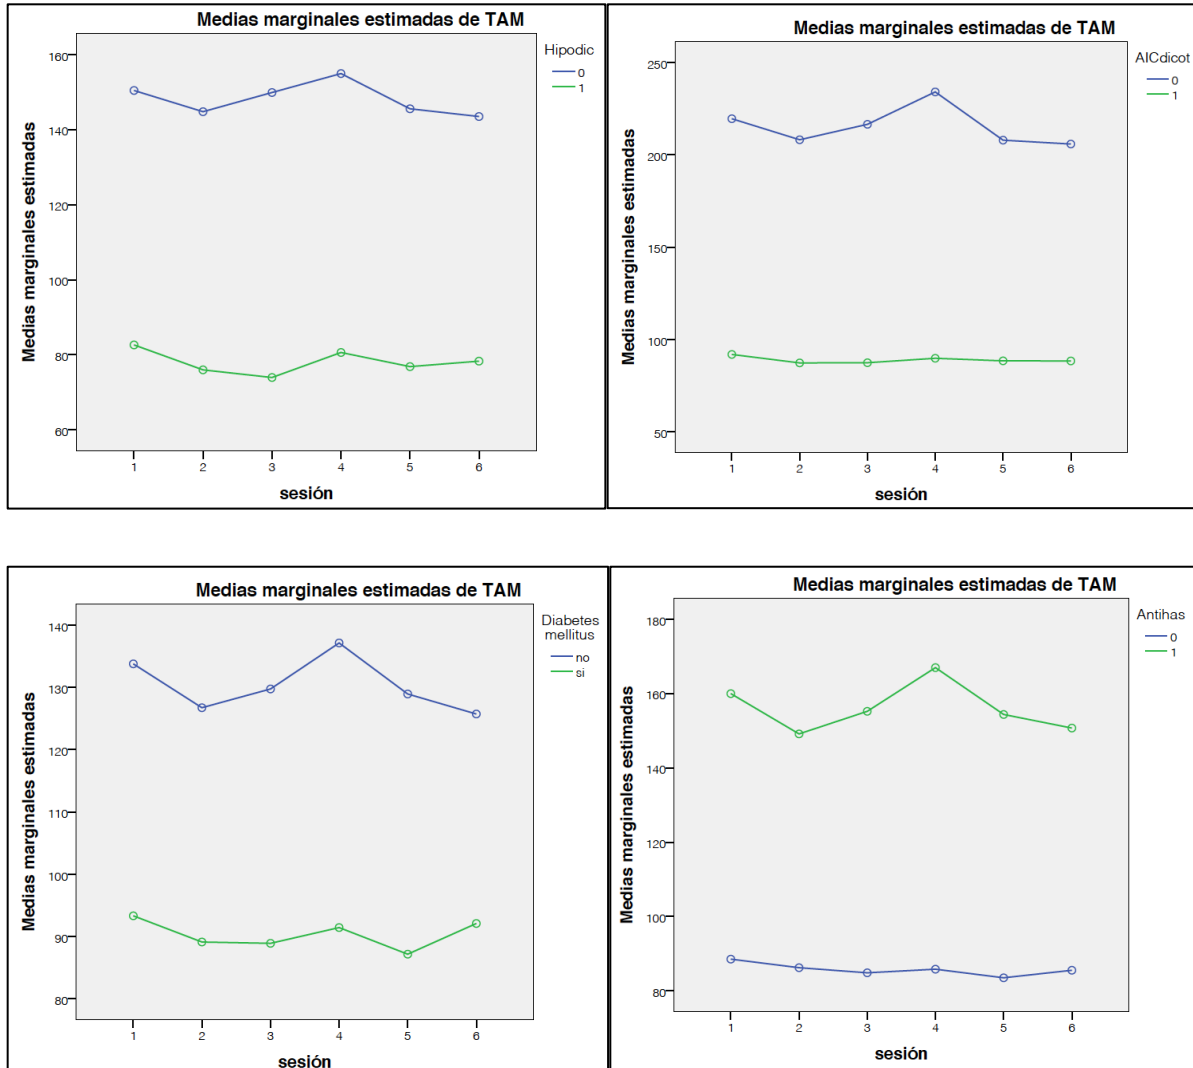 Medias marginales estimadas de TAM
Hipodic
0
1
Medias marginales estimadas
160
140
120
100
80
60
1 2 3 4 5 6
sesión
Medias marginales estimadas de TAM
AICdicot
0
1
Medias marginales estimadas
250
200
150
100
50
1 2 3 4 5 6
sesión
Medias marginales estimadas de TAM
Diabetes
mellitus
no
si
Medias marginales estimadas
140
130
120
110
100
90
80
1 2 3 4 5 6
sesión
Medias marginales estimadas de TAM
Antihas
0
1
Medias marginales estimadas
180
160
140
120
100
80
1 2 3 4 5 6
sesión